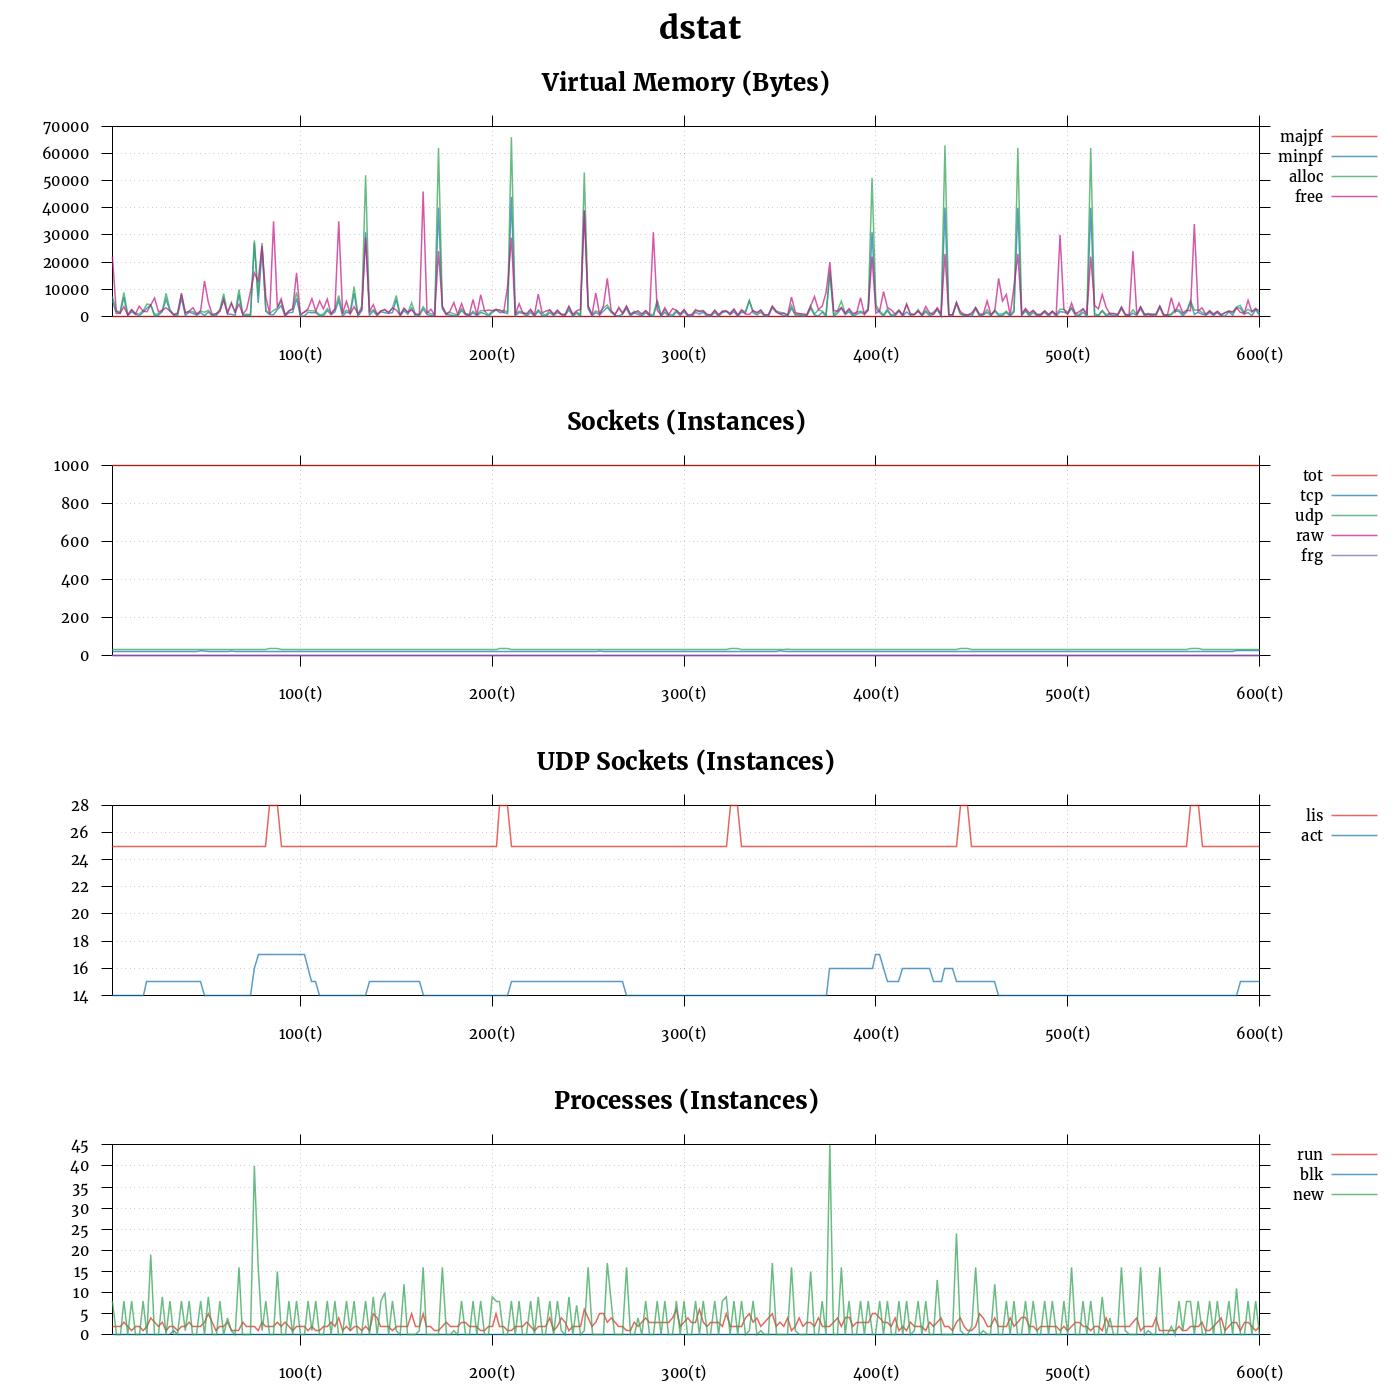 dstat
Virtual Memory (Bytes)
70000
60000
50000
40000
30000
20000
10000
0
100(t) 200(t) 300(t) 400(t) 500(t) 600(t)
majpf
minpf
alloc
free
Sockets (Instances)
1000
800
600
400
200
0
100(t) 200(t) 300(t) 400(t) 500(t) 600(t)
tot
tcp
udp
raw
frg
UDP Sockets (Instances)
28
26
24
22
20
18
16
14
100(t) 200(t) 300(t) 400(t) 500(t) 600(t)
lis
act
Processes (Instances)
45
40
35
30
25
20
15
10
5
0
100(t) 200(t) 300(t) 400(t) 500(t) 600(t)
run
blk
new